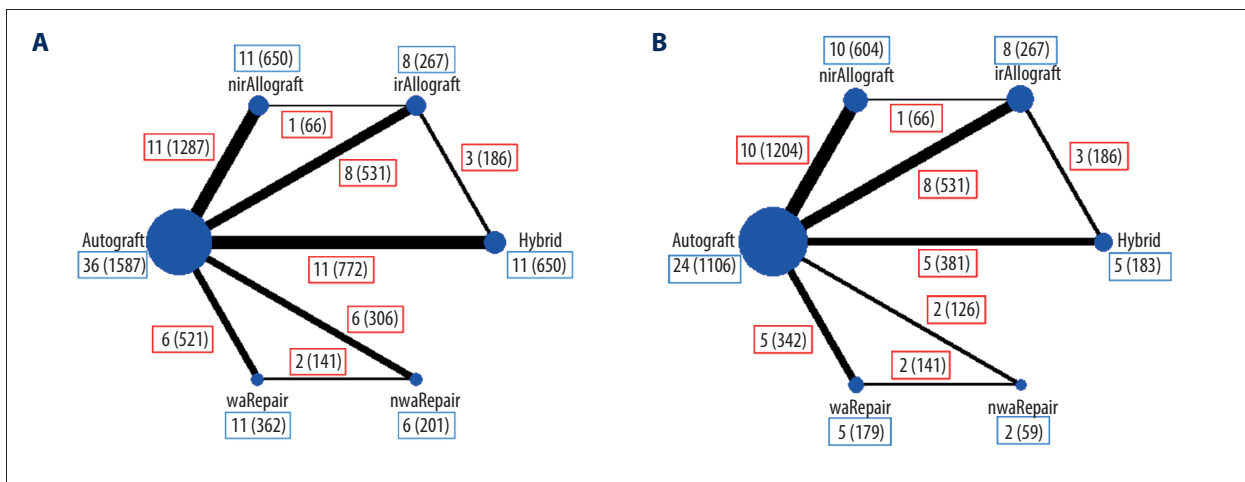 A
11 (650)
nirAllograft
8 (267)
irAllograft
1 (66)
11 (1287)
8 (531)
3 (186)
Autograft
36 (1587)
Hybrid
11 (650)
11 (772)
6 (306)
6 (521)
2 (141)
waRepair
11 (362)
nwaRepair
6 (201)
B
10 (604)
nirAllograft
8 (267)
irAllograft
1 (66)
10 (1204)
8 (531)
3 (186)
Autograft
24 (1106)
Hybrid
5 (183)
5 (381)
2 (126)
5 (342)
2 (141)
waRepair
5 (179)
nwaRepair
2 (59)